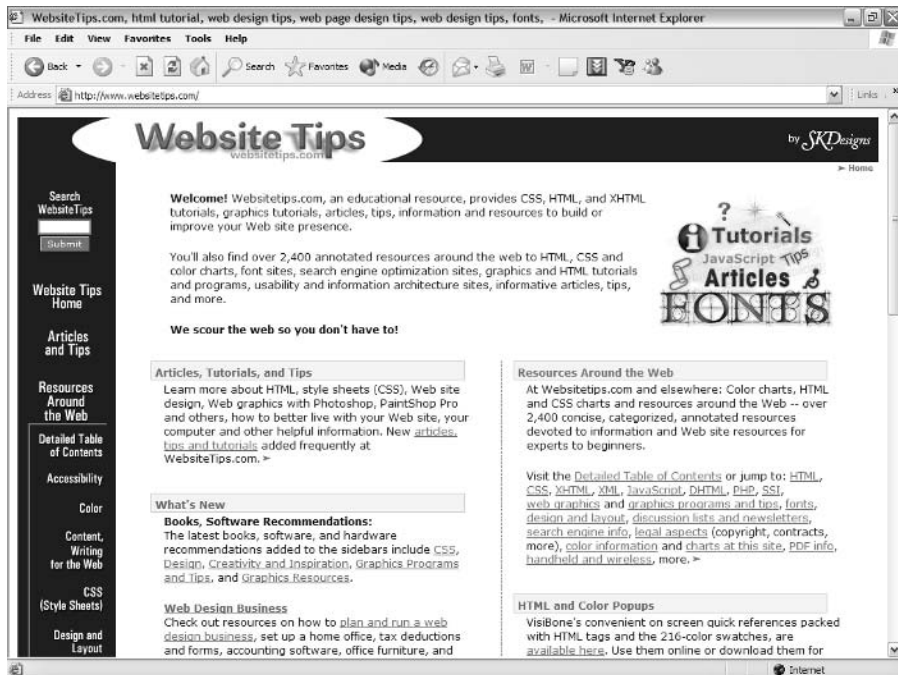 WebsiteTips.com, html tutorial, web design tips, web page design tips, web design tips, fonts, - Microsoft Internet Explorer
File Edit View Favorites Tools Help
Back Search Favorites Media
Address http://www.websitetips.com/ Links
Website Tips
websitetips.com
by SKDesigns
Home
Search
WebsiteTips
Submit
Website Tips
Home
Articles
and Tips
Resources
Around
the Web
Detailed Table
of Contents
Accessibility
Color
Content,
Writing
for the Web
CSS
(Style Sheets)
Design and
Layout
Welcome! Websitetips.com, an educational resource, provides CSS, HTML, and XHTML
tutorials, graphics tutorials, articles, tips, information and resources to build or
improve your Web site presence.
You'll also find over 2,400 annotated resources around the web to HTML, CSS and
color charts, font sites, search engine optimization sites, graphics and HTML tutorials
and programs, usability and information architecture sites, informative articles, tips,
and more.
We scour the web so you don't have to!
?
i Tutorials
JavaScript Tips
Articles
FONTS
Articles, Tutorials, and Tips
Learn more about HTML, style sheets (CSS), Web site
design, Web graphics with Photoshop, PaintShop Pro
and others, how to better live with your Web site, your
computer and other helpful information. New articles,
tips and tutorials added frequently at
WebsiteTips.com. ➢
What's New
Books, Software Recommendations:
The latest books, software, and hardware
recommendations added to the sidebars include CSS,
Design, Creativity and Inspiration, Graphics Programs
and Tips, and Graphics Resources.
Web Design Business
Check out resources on how to plan and run a web
design business, set up a home office, tax deductions
and forms, accounting software, office furniture, and
Resources Around the Web
At Websitetips.com and elsewhere: Color charts, HTML
and CSS charts and resources around the Web -- over
2,400 concise, categorized, annotated resources
devoted to information and Web site resources for
experts to beginners.
Visit the Detailed Table of Contents or jump to: HTML,
CSS, XHTML, XML, JavaScript, DHTML, PHP, SSI,
web graphics and graphics programs and tips, fonts,
design and layout, discussion lists and newsletters,
search engine info, legal aspects (copyright, contracts,
more), color information and charts at this site, PDF info,
handheld and wireless, more. ➢
HTML and Color Popups
VisiBone's convenient on screen quick references packed
with HTML tags and the 216-color swatches, are
available here. Use them online or download them for
Internet